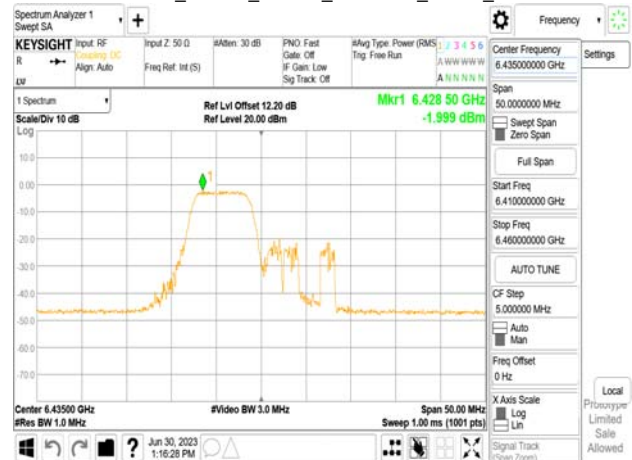 Spectrum Analyzer 1
Swept SA
Frequency
KEYSIGHT
R
Input: RF
Coupling: DC
Align: Auto
Input Z: 50 Ω
Freq Ref: Int (S)
#Atten: 30 dB
PNO: Fast
Gate: Off
IF Gain: Low
Sig Track: Off
#Avg Type: Power (RMS
Trig: Free Run
1 2 3 4 5 6
A W W W W W
A N N N N N
1 Spectrum
Scale/Div 10 dB
Log
Ref Lvl Offset 12.20 dB
Ref Level 20.00 dBm
Mkr1 6.428 50 GHz
-1.999 dBm
10.0
0.00
-10.0
-20.0
-30.0
-40.0
-50.0
-60.0
-70.0
1
Center 6.43500 GHz
#Res BW 1.0 MHz
#Video BW 3.0 MHz
Span 50.00 MHz
Sweep 1.00 ms (1001 pts)
Jun 30, 2023
1:16:28 PM
Center Frequency
6.435000000 GHz
Settings
Span
50.0000000 MHz
Swept Span
Zero Span
Full Span
Start Freq
6.410000000 GHz
Stop Freq
6.460000000 GHz
AUTO TUNE
CF Step
5.000000 MHz
Auto
Man
Freq Offset
0 Hz
X Axis Scale
Log
Lin
Signal Track
(Span Zoom)
Local
Prototype
Limited
Sale
Allowed